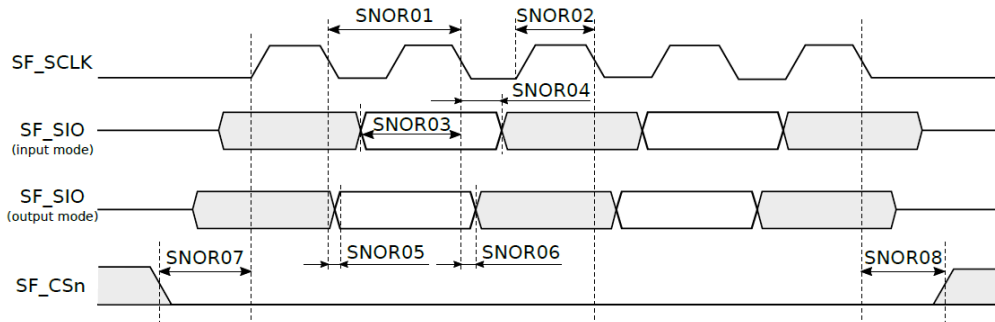 SNOR01
SNOR02
SF_SCLK
SNOR04
SF_SIO
(input mode)
SNOR03
SF_SIO
(output mode)
SNOR05
SNOR06
SNOR07
SNOR08
SF_CSn